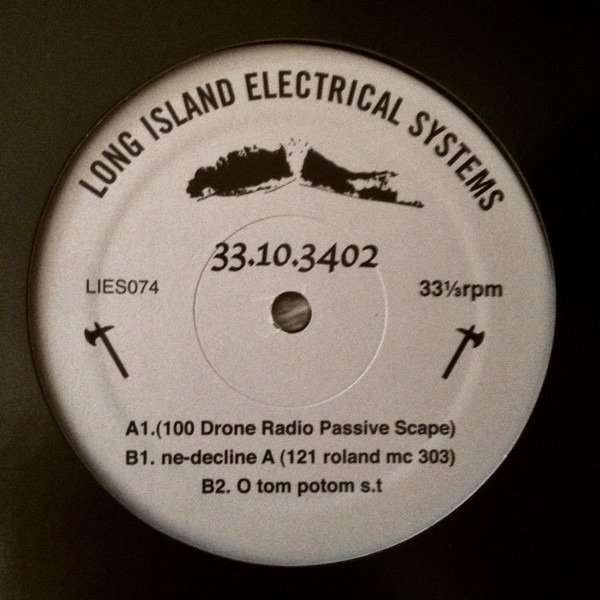 LONG ISLAND ELECTRICAL SYSTEMS
33.10.3402
LIES074
33⅓rpm
A1.(100 Drone Radio Passive Scape)
B1. ne-decline A (121 roland mc 303)
B2. O tom potom s.t